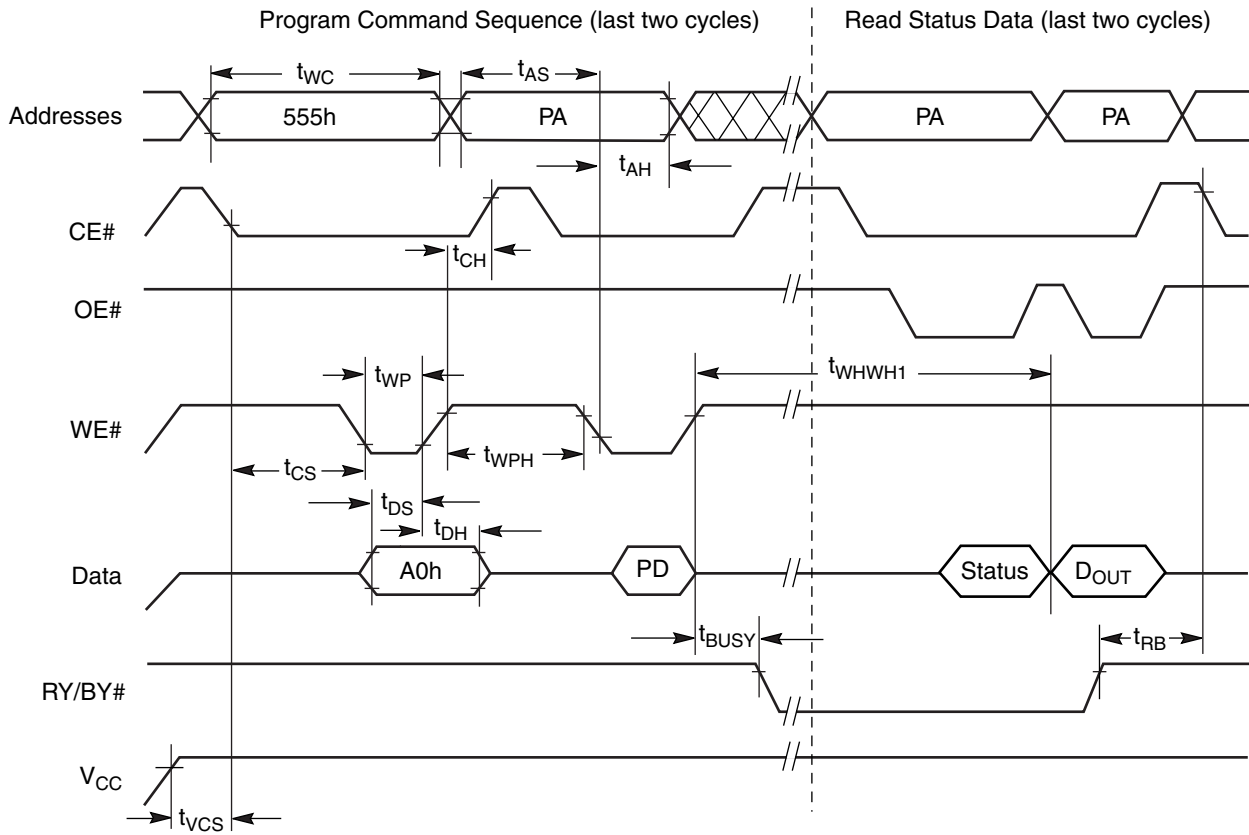 Program Command Sequence (last two cycles)
Read Status Data (last two cycles)
tWC
tAS
Addresses
555h
PA
PA
PA
tAH
CE#
tCH
OE#
tWP
tWHWH1
WE#
tWPH
tCS
tDS
tDH
Data
A0h
PD
Status
DOUT
tBUSY
tRB
RY/BY#
VCC
tVCS